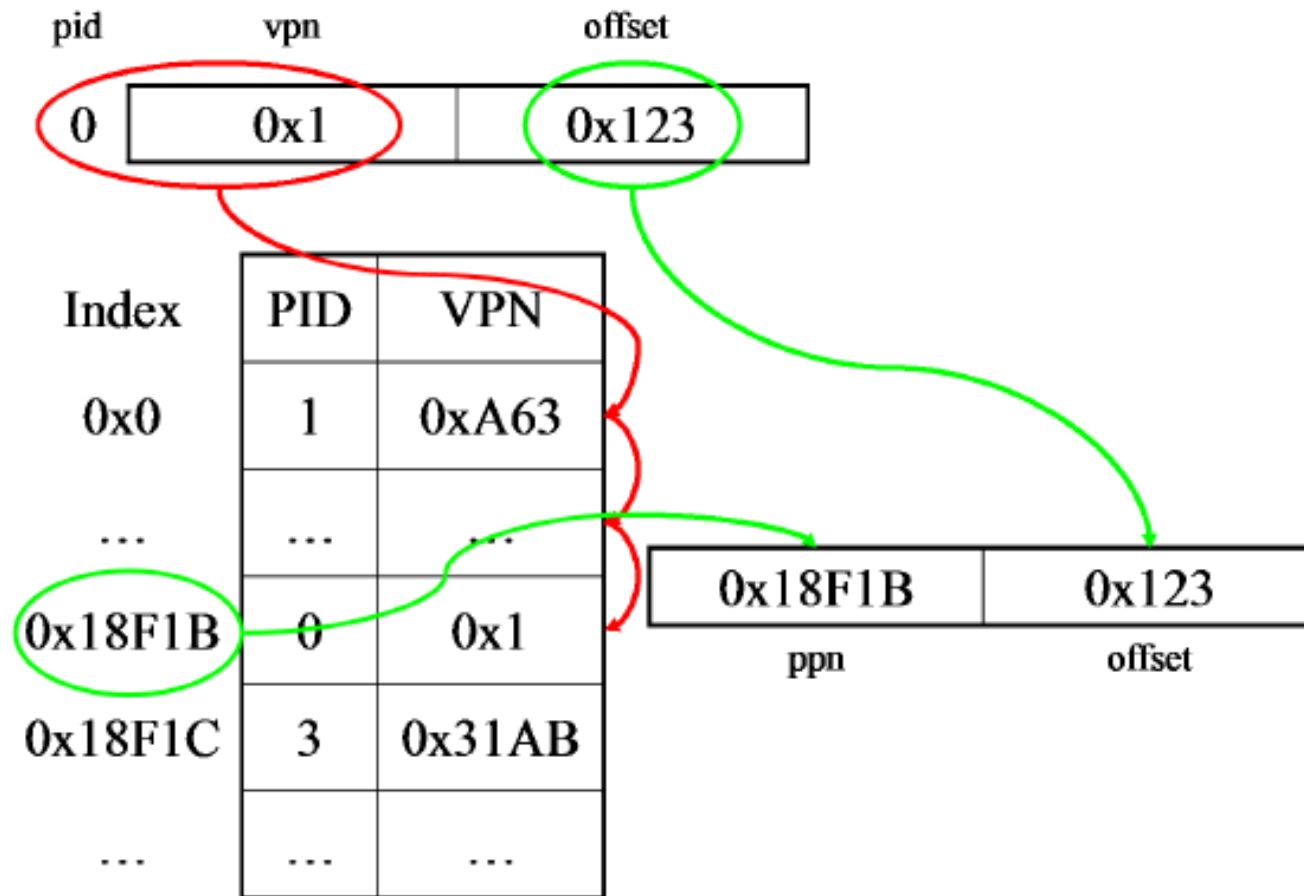 pid vpn offset
0 0x1 0x123
Index PID VPN
0x0 1 0xA63
... ... ...
0x18F1B 0 0x1
0x18F1B 0x123
ppn offset
0x18F1C 3 0x31AB
... ... ...